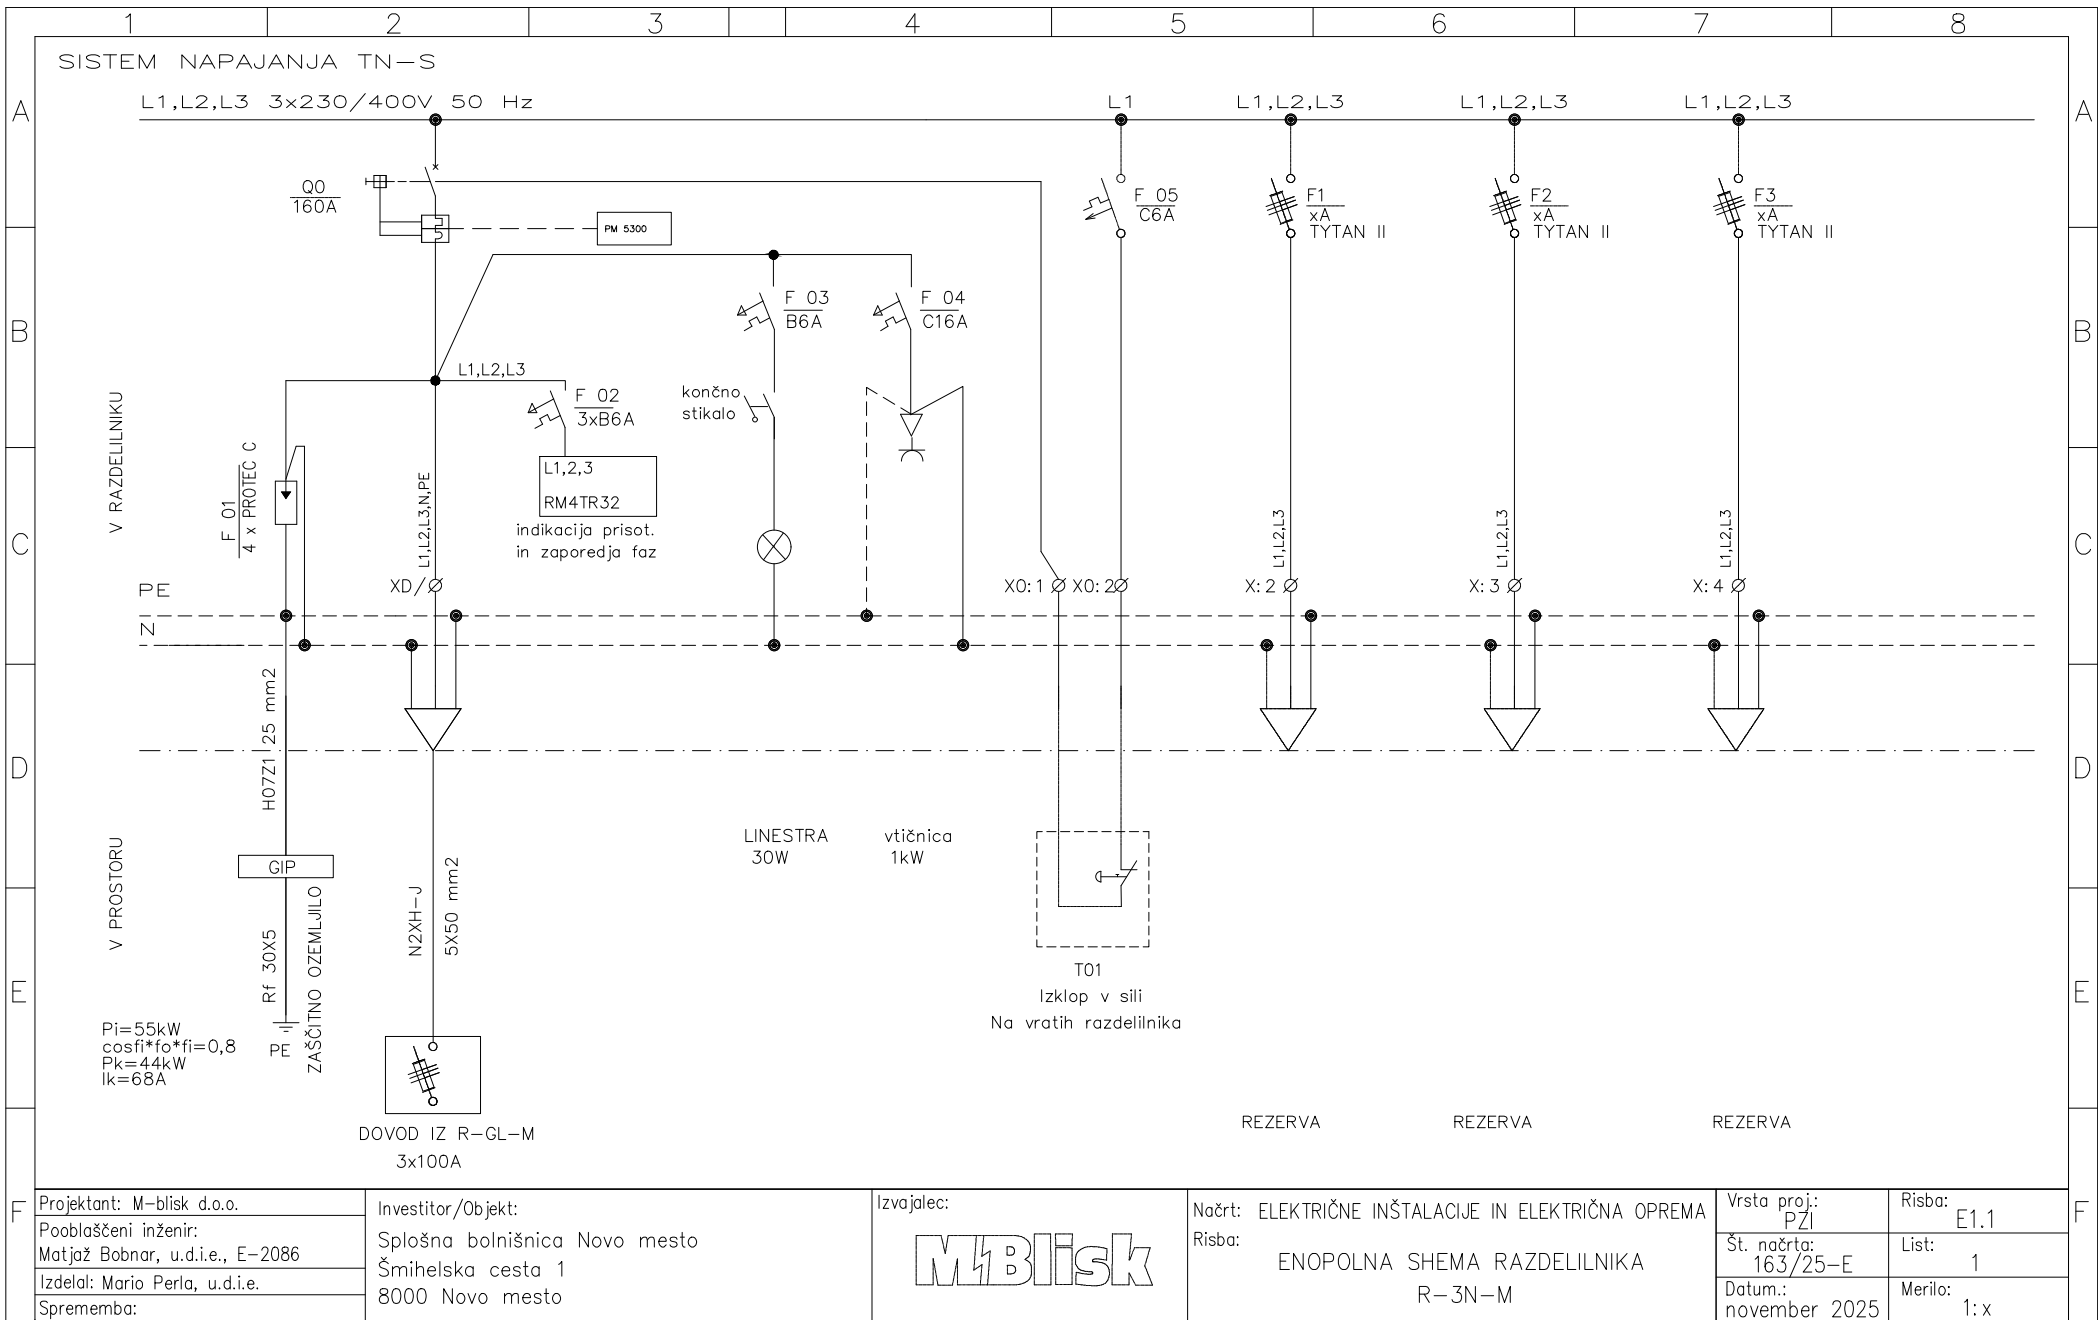 1 2 3 4 5 6 7 8
SISTEM NAPAJANJA TN-S
A
L1,L2,L3 3x230/400V 50 Hz
L1
L1,L2,L3
L1,L2,L3
L1,L2,L3
A
Q0
160A
PM 5300
F 05
C6A
F1
xA
TYTAN II
F2
xA
TYTAN II
F3
xA
TYTAN II
B
F 03
B6A
F 04
C16A
B
L1,L2,L3
F 02
3xB6A
končno
stikalo
V RAZDELILNIKU
F 01
4 x PROTEC C
L1,L2,L3,N,PE
L1,2,3
RM4TR32
indikacija prisot.
in zaporedja faz
L1,L2,L3
L1,L2,L3
L1,L2,L3
C
C
PE
XD/
X0:1
X0:2
X:2
X:3
X:4
N
H07Z1 25 mm2
D
D
V PROSTORU
GIP
LINESTRA
30W
vtičnica
1kW
Rf 30X5
ZAŠČITNO OZEMLJILO
N2XH-J
5X50 mm2
T01
Izklop v sili
Na vratih razdelilnika
E
E
Pi=55kW
cosfi*fo*fi=0,8
Pk=44kW
Ik=68A
PE
DOVOD IZ R-GL-M
3x100A
REZERVA
REZERVA
REZERVA
F
F
Projektant: M-blisk d.o.o.
Pooblaščeni inženir:
Matjaž Bobnar, u.d.i.e., E-2086
Izdelal: Mario Perla, u.d.i.e.
Sprememba:
Investitor/Objekt:
Splošna bolnišnica Novo mesto
Šmihelska cesta 1
8000 Novo mesto
Izvajalec:
M Blisk
Načrt: ELEKTRIČNE INŠTALACIJE IN ELEKTRIČNA OPREMA
Risba:
ENOPOLNA SHEMA RAZDELILNIKA
R-3N-M
Vrsta proj.:
PZI
Št. načrta:
163/25-E
Datum.:
november 2025
Risba:
E1.1
List:
1
Merilo:
1:x